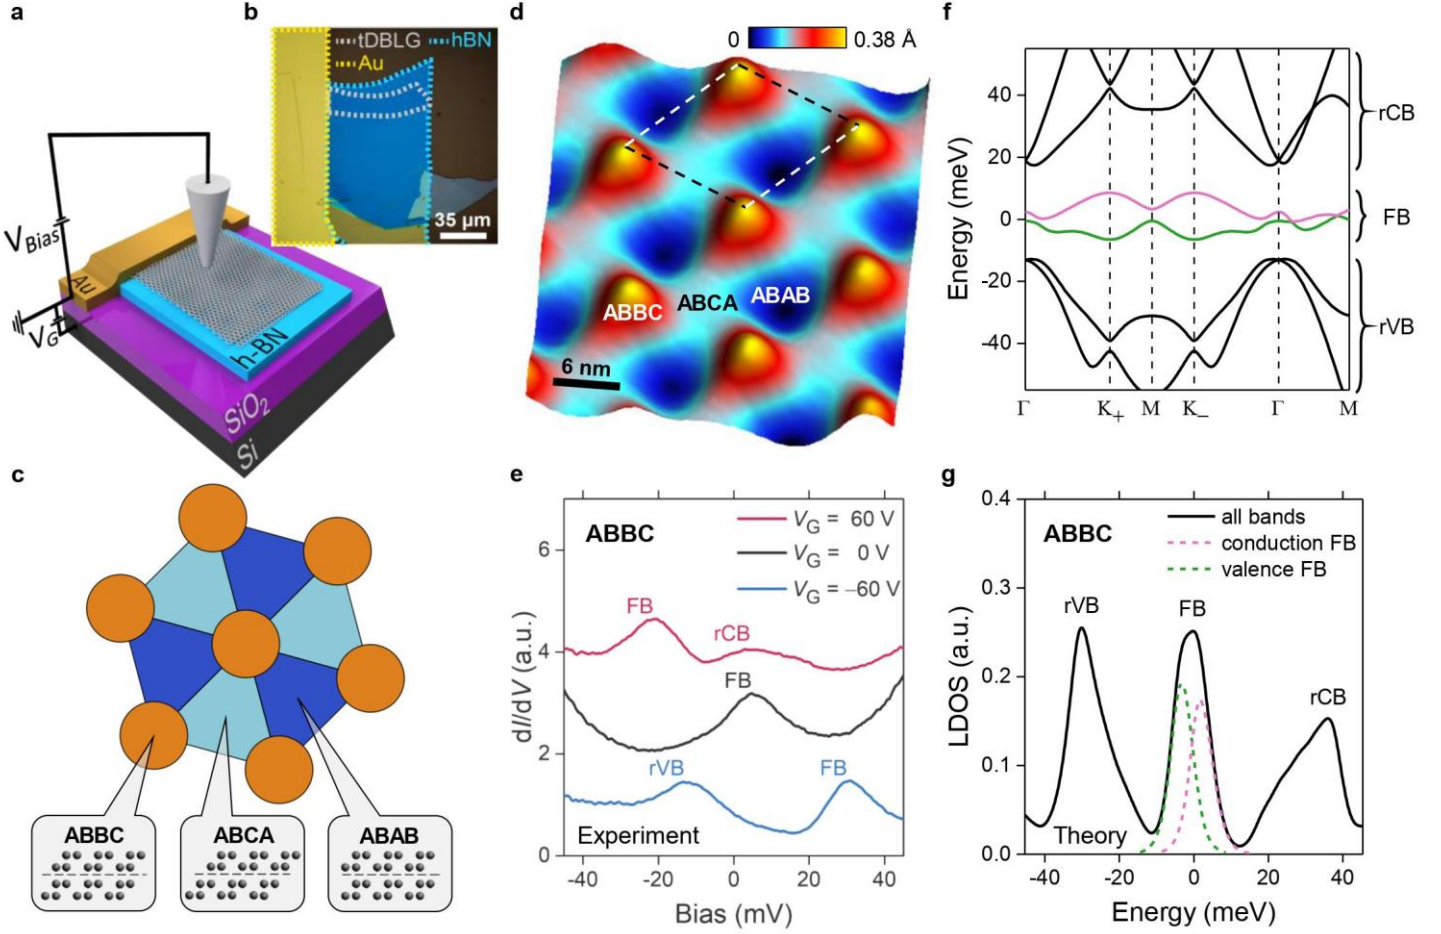 a
V_Bias
V_G
Au
h-BN
SiO₂
Si
b
tDBLG hBN
Au
35 μm
c
ABBC
ABCA
ABAB
d
0 0.38 Å
ABBC ABCA ABAB
6 nm
e
ABBC
V_G = 60 V
V_G = 0 V
V_G = –60 V
FB
rCB
FB
rVB
FB
Experiment
dI/dV (a.u.)
6
4
2
0
-40 -20 0 20 40
Bias (mV)
f
Energy (meV)
40
20
0
-20
-40
rCB
FB
rVB
Γ K₊ M K₋ Γ M
g
ABBC
all bands
conduction FB
valence FB
rVB
FB
rCB
Theory
LDOS (a.u.)
0.4
0.3
0.2
0.1
0.0
-40 -20 0 20 40
Energy (meV)